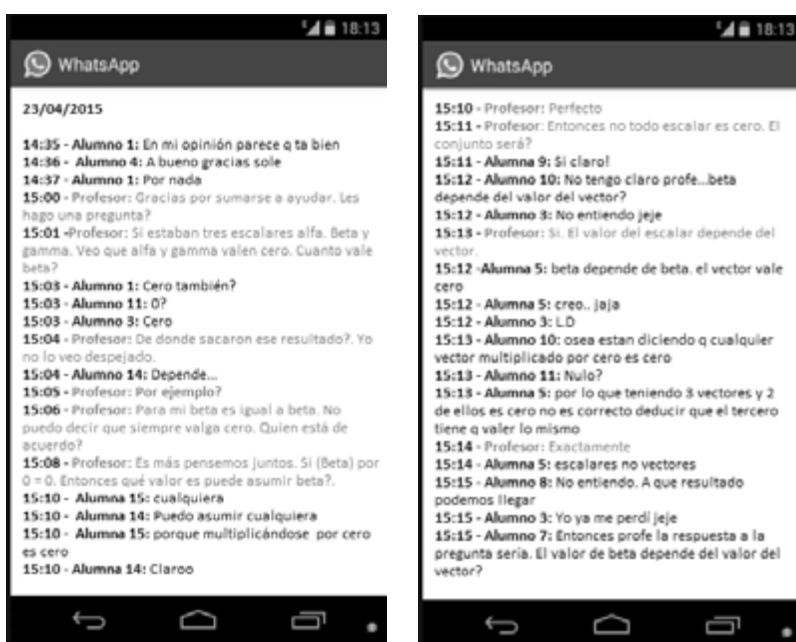 18:13
WhatsApp
23/04/2015
14:35 - Alumno 1: En mi opinión parece q ta bien
14:36 - Alumno 4: A bueno gracias sole
14:37 - Alumno 1: Por nada
15:00 - Profesor: Gracias por sumarse a ayudar. Les
hago una pregunta?
15:01 -Profesor: Si estaban tres escalares alfa. Beta y
gamma. Veo que alfa y gamma valen cero. Cuanto vale
beta?
15:03 - Alumno 1: Cero también?
15:03 - Alumno 11: 0?
15:03 - Alumno 3: Cero
15:04 - Profesor: De donde sacaron ese resultado?. Yo
no lo veo despejado.
15:04 - Alumno 14: Depende...
15:05 - Profesor: Por ejemplo?
15:06 - Profesor: Para mi beta es igual a beta. No
puedo decir que siempre valga cero. Quien está de
acuerdo?
15:08 - Profesor: Es más pensemos juntos. Si (Beta) por
0 = 0. Entonces qué valor es puede asumir beta?.
15:10 - Alumna 15: cualquiera
15:10 - Alumna 14: Puedo asumir cualquiera
15:10 - Alumna 15: porque multiplicándose por cero
es cero
15:10 - Alumna 14: Claroo
18:13
WhatsApp
15:10 - Profesor: Perfecto
15:11 - Profesor: Entonces no todo escalar es cero. El
conjunto será?
15:11 - Alumna 9: Si claro!
15:12 - Alumno 10: No tengo claro profe...beta
depende del valor del vector?
15:12 - Alumno 3: No entiendo jeje
15:13 - Profesor: Si. El valor del escalar depende del
vector.
15:12 -Alumna 5: beta depende de beta. el vector vale
cero
15:12 - Alumna 5: creo.. jaja
15:12 - Alumno 3: L.D
15:13 - Alumno 10: osea estan diciendo q cualquier
vector multiplicado por cero es cero
15:13 - Alumno 11: Nulo?
15:13 - Alumna 5: por lo que teniendo 3 vectores y 2
de ellos es cero no es correcto deducir que el tercero
tiene q valer lo mismo
15:14 - Profesor: Exactamente
15:14 - Alumna 5: escalares no vectores
15:15 - Alumno 8: No entiendo. A que resultado
podemos llegar
15:15 - Alumno 3: Yo ya me perdí jeje
15:15 - Alumno 7: Entonces profe la respuesta a la
pregunta sería. El valor de beta depende del valor del
vector?